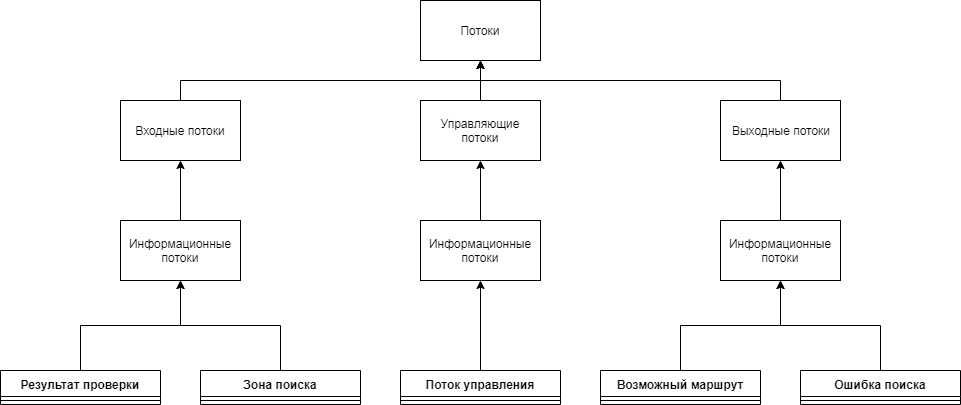 Потоки
Входные потоки
Управляющие
потоки
Выходные потоки
Информационные
потоки
Информационные
потоки
Информационные
потоки
Результат проверки
Зона поиска
Поток управления
Возможный маршрут
Ошибка поиска